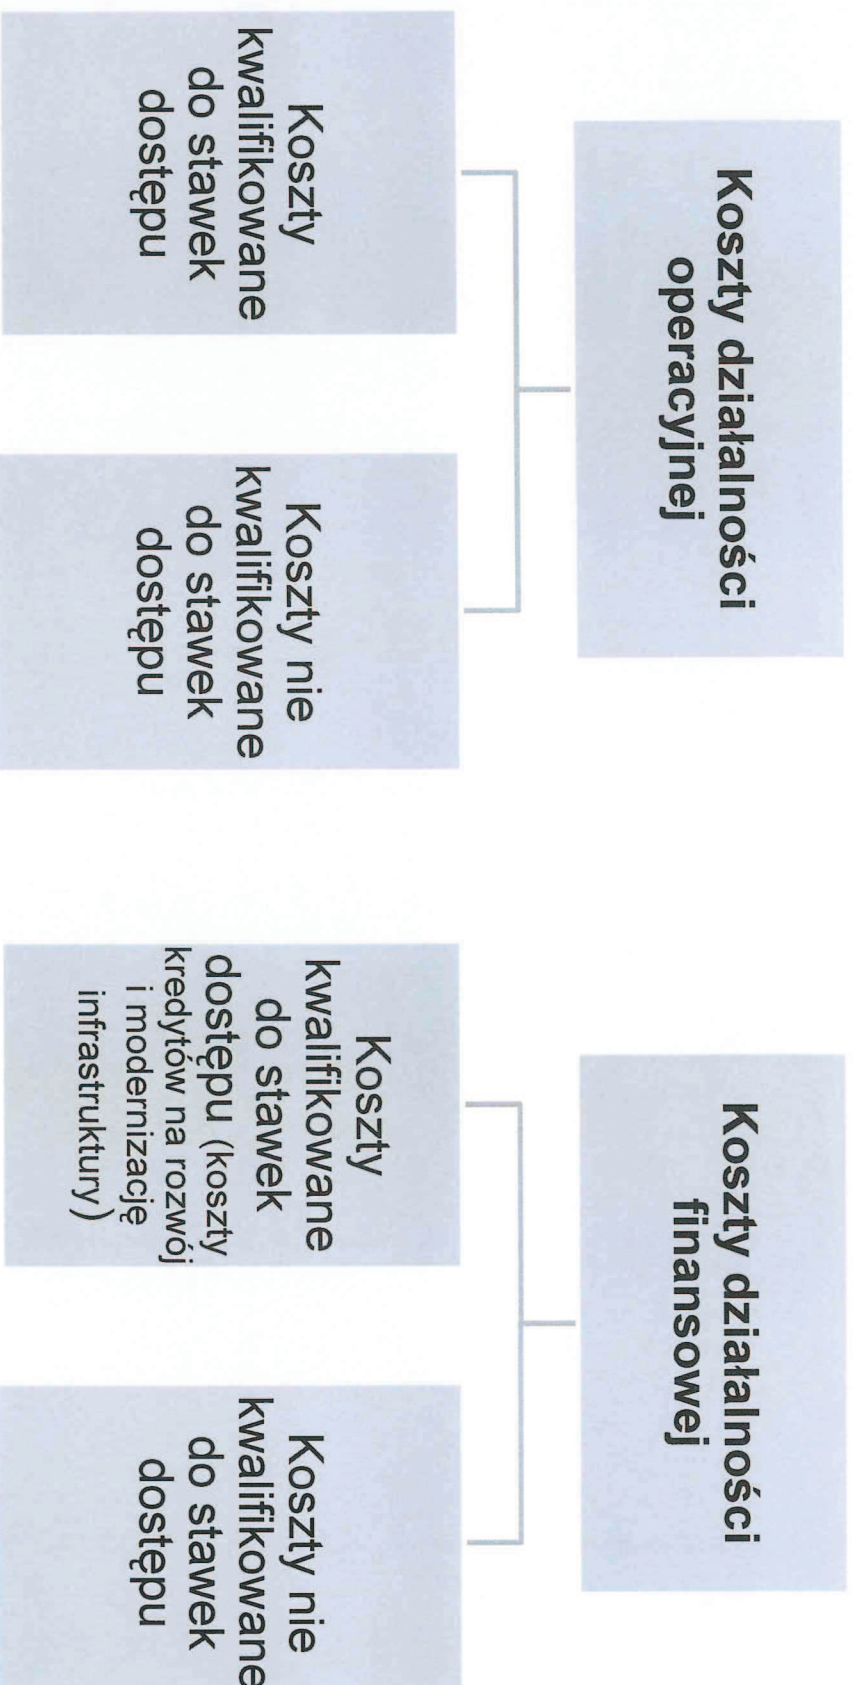 Koszty działalności
operacyjnej
Koszty
kwalifikowane
do stawek
dostępu
Koszty nie
kwalifikowane
do stawek
dostępu
Koszty działalności
finansowej
Koszty
kwalifikowane
do stawek
dostępu (koszty
kredytów na rozwój
i modernizację
infrastruktury)
Koszty nie
kwalifikowane
do stawek
dostępu